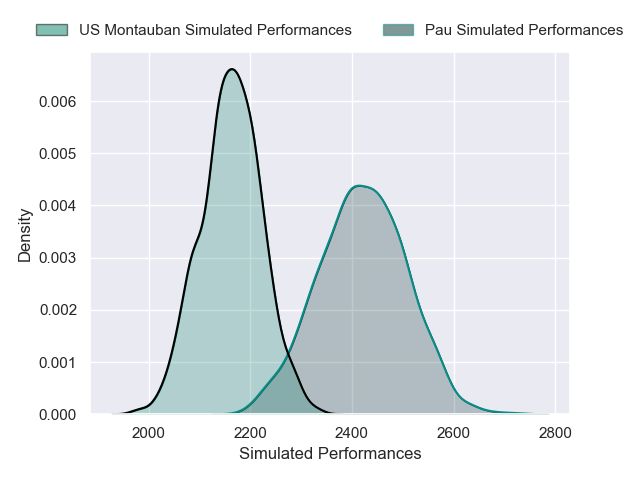 US Montauban Simulated Performances Pau Simulated Performances
0.006
0.005
0.004
0.003
0.002
0.001
0.000
Density
2000 2200 2400 2600 2800
Simulated Performances